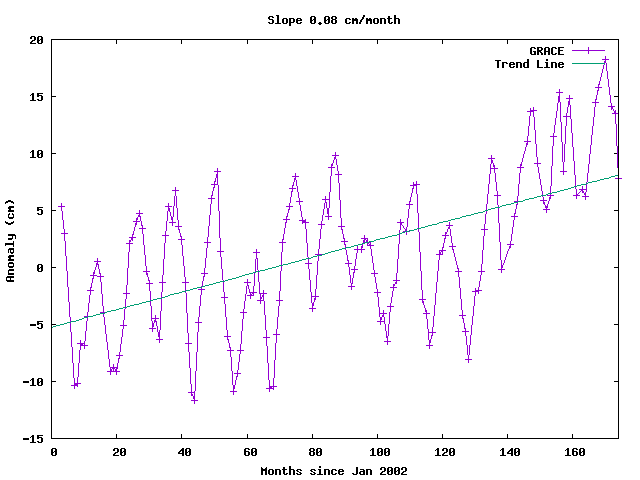 Slope 0.08 cm/month
GRACE
Trend Line
20
15
10
5
0
-5
-10
-15
Anomaly (cm)
0 20 40 60 80 100 120 140 160
Months since Jan 2002